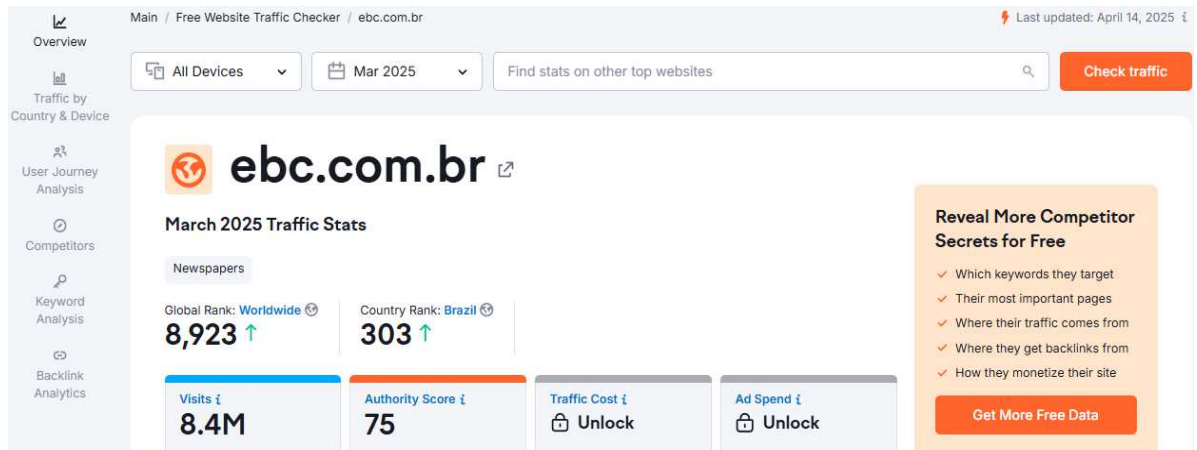 Overview
Traffic by
Country & Device
User Journey
Analysis
Competitors
Keyword
Analysis
Backlink
Analytics
Main / Free Website Traffic Checker / ebc.com.br
Last updated: April 14, 2025 i
All Devices
Mar 2025
Find stats on other top websites
Check traffic
ebc.com.br
March 2025 Traffic Stats
Newspapers
Global Rank: Worldwide
8,923 ↑
Country Rank: Brazil
303 ↑
Visits i
8.4M
Authority Score i
75
Traffic Cost i
Unlock
Ad Spend i
Unlock
Reveal More Competitor
Secrets for Free
Which keywords they target
Their most important pages
Where their traffic comes from
Where they get backlinks from
How they monetize their site
Get More Free Data